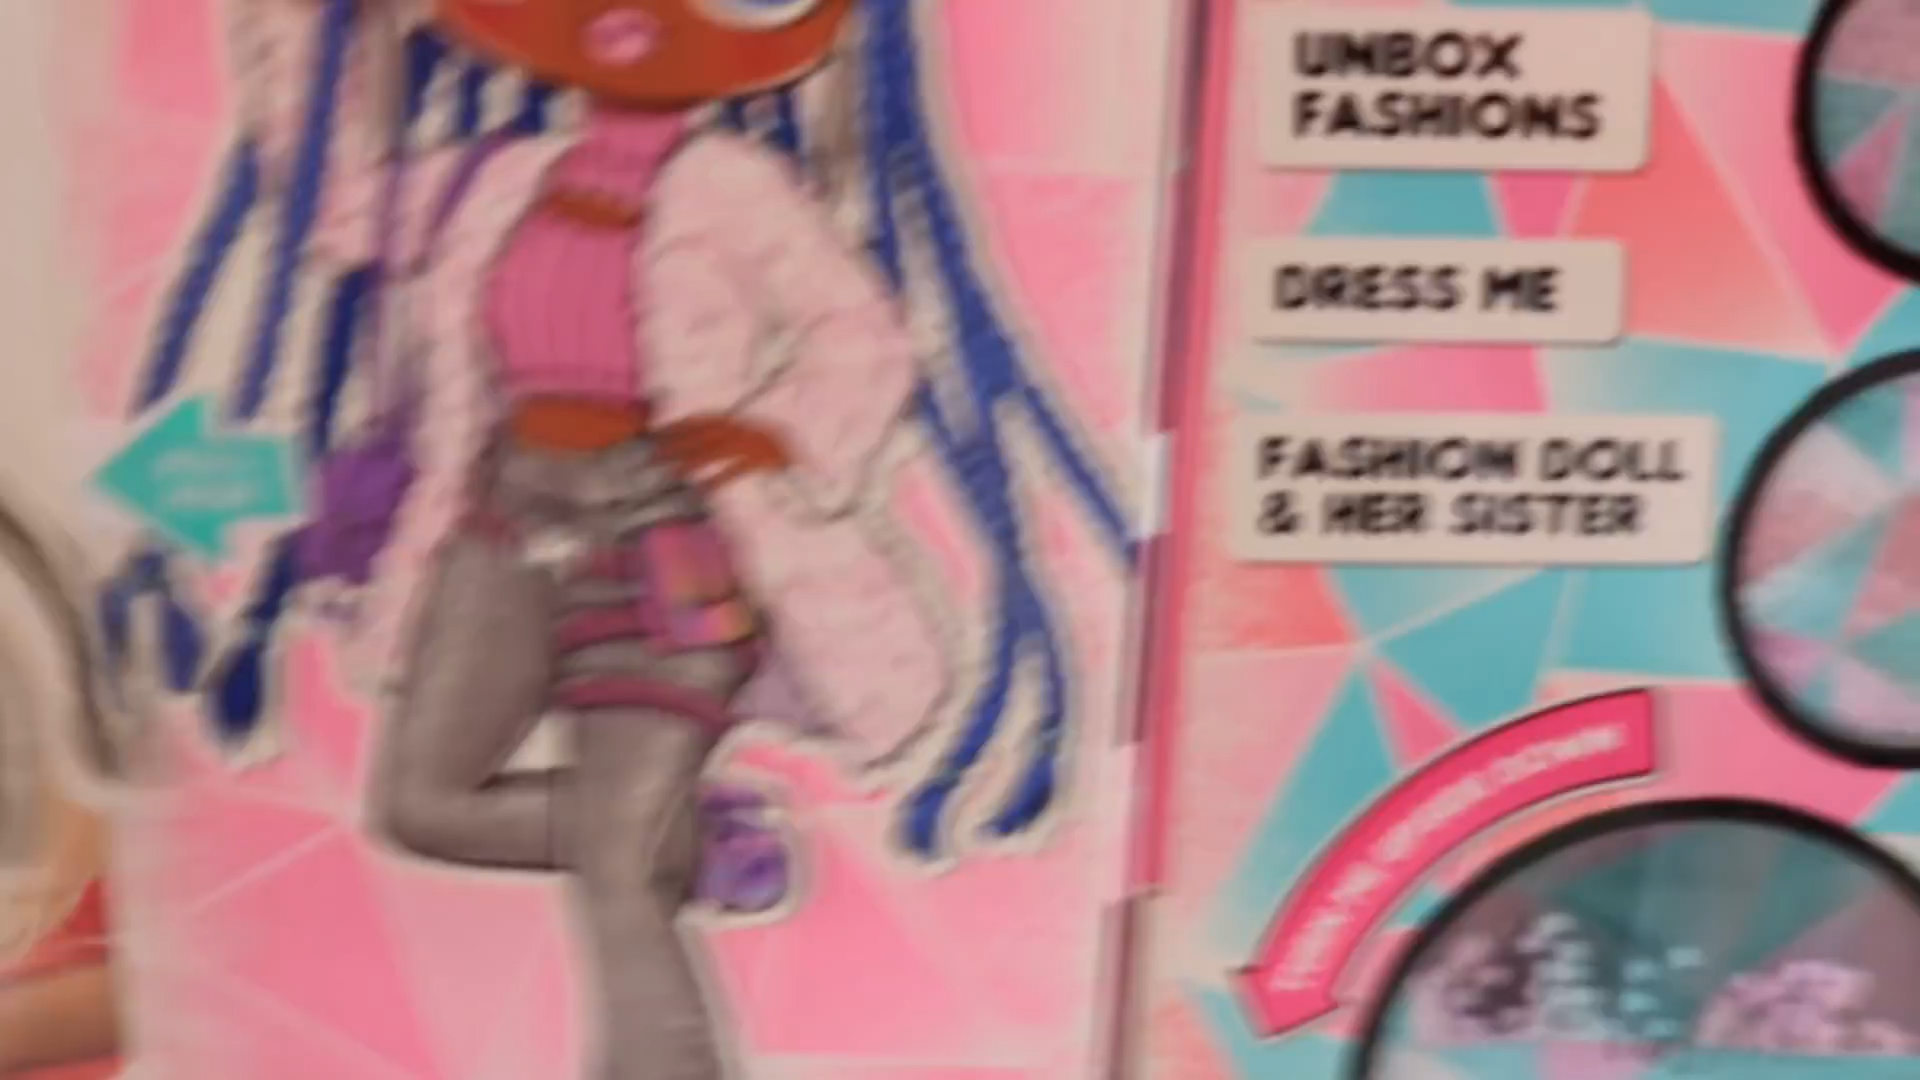 UNBOX
FASHIONS
DRESS ME
FASHION DOLL
& HER SISTER